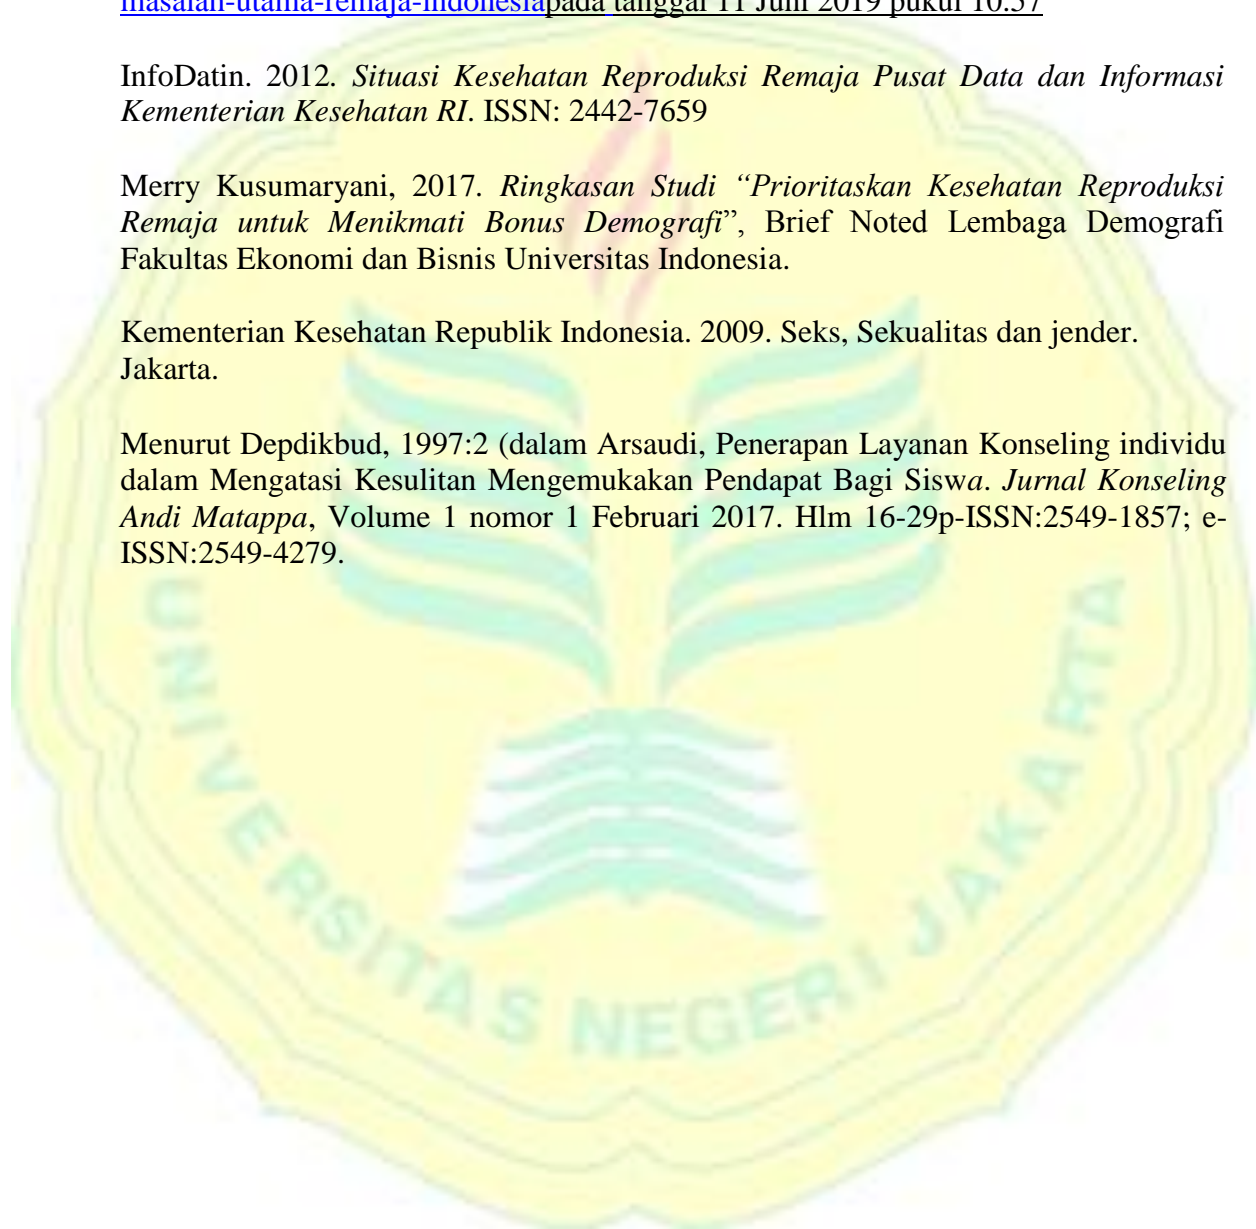 masalah-utama-remaja-indonesiapada tanggal 11 Juni 2019 pukul 10.57
InfoDatin. 2012. Situasi Kesehatan Reproduksi Remaja Pusat Data dan Informasi
Kementerian Kesehatan RI. ISSN: 2442-7659
Merry Kusumaryani, 2017. Ringkasan Studi “Prioritaskan Kesehatan Reproduksi
Remaja untuk Menikmati Bonus Demografi”, Brief Noted Lembaga Demografi
Fakultas Ekonomi dan Bisnis Universitas Indonesia.
Kementerian Kesehatan Republik Indonesia. 2009. Seks, Sekualitas dan jender.
Jakarta.
Menurut Depdikbud, 1997:2 (dalam Arsaudi, Penerapan Layanan Konseling individu
dalam Mengatasi Kesulitan Mengemukakan Pendapat Bagi Siswa. Jurnal Konseling
Andi Matappa, Volume 1 nomor 1 Februari 2017. Hlm 16-29p-ISSN:2549-1857; e-
ISSN:2549-4279.
UNIVERSITAS NEGERI JAKARTA